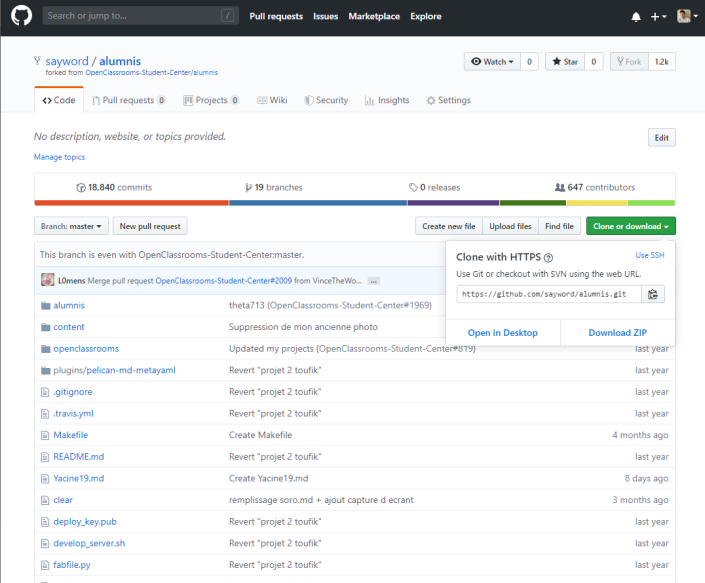 Search or jump to... / Pull requests Issues Marketplace Explore
sayword / alumnis
forked from OpenClassrooms-Student-Center/alumnis
Watch 0 Star 0 Fork 1.2k
Code Pull requests 0 Projects 0 Wiki Security Insights Settings
No description, website, or topics provided. Edit
Manage topics
18,840 commits 19 branches 0 releases 647 contributors
Branch: master New pull request Create new file Upload files Find file Clone or download
This branch is even with OpenClassrooms-Student-Center:master.
L0mens Merge pull request OpenClassrooms-Student-Center#2009 from VinceTheWo... ...
Clone with HTTPS Use SSH
Use Git or checkout with SVN using the web URL.
https://github.com/sayword/alumnis.git
Open in Desktop Download ZIP
alumnis theta713 (OpenClassrooms-Student-Center#1969)
content Suppression de mon ancienne photo
openclassrooms Updated my projects (OpenClassrooms-Student-Center#819) last year
plugins/pelican-md-metayaml Revert "projet 2 toufik" last year
.gitignore Revert "projet 2 toufik" last year
.travis.yml Revert "projet 2 toufik" last year
Makefile Create Makefile 4 months ago
README.md Revert "projet 2 toufik" last year
Yacine19.md Create Yacine19.md 8 days ago
clear remplissage soro.md + ajout capture d ecrant 3 months ago
deploy_key.pub Revert "projet 2 toufik" last year
develop_server.sh Revert "projet 2 toufik" last year
fabfile.py Revert "projet 2 toufik" last year